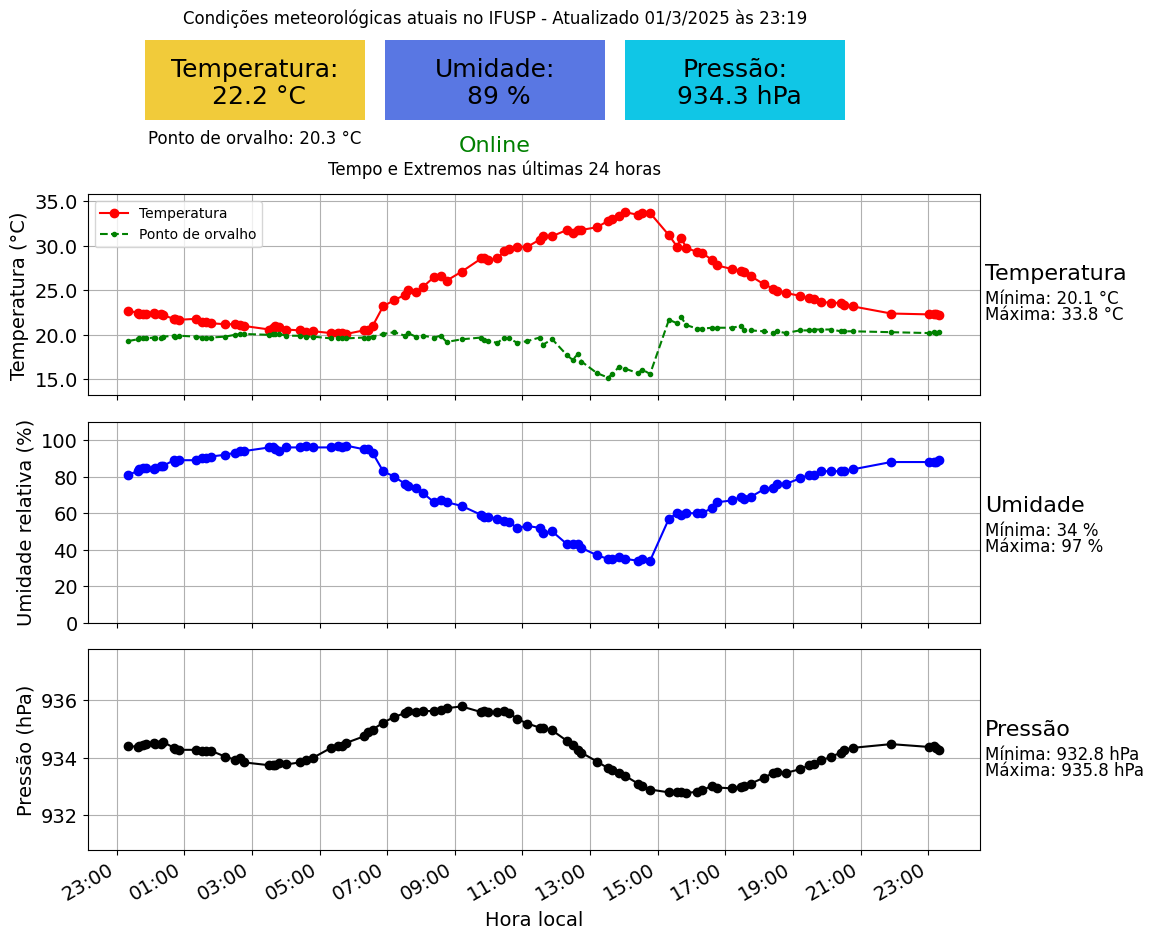 Condições meteorológicas atuais no IFUSP - Atualizado 01/3/2025 às 23:19
Temperatura:
22.2 °C
Umidade:
89 %
Pressão:
934.3 hPa
Ponto de orvalho: 20.3 °C
Online
Tempo e Extremos nas últimas 24 horas
Temperatura (°C)
35.0
30.0
25.0
20.0
15.0
Temperatura
Ponto de orvalho
Temperatura
Mínima: 20.1 °C
Máxima: 33.8 °C
Umidade relativa (%)
100
80
60
40
20
0
Umidade
Mínima: 34 %
Máxima: 97 %
Pressão (hPa)
936
934
932
Pressão
Mínima: 932.8 hPa
Máxima: 935.8 hPa
23:00 01:00 03:00 05:00 07:00 09:00 11:00 13:00 15:00 17:00 19:00 21:00 23:00
Hora local